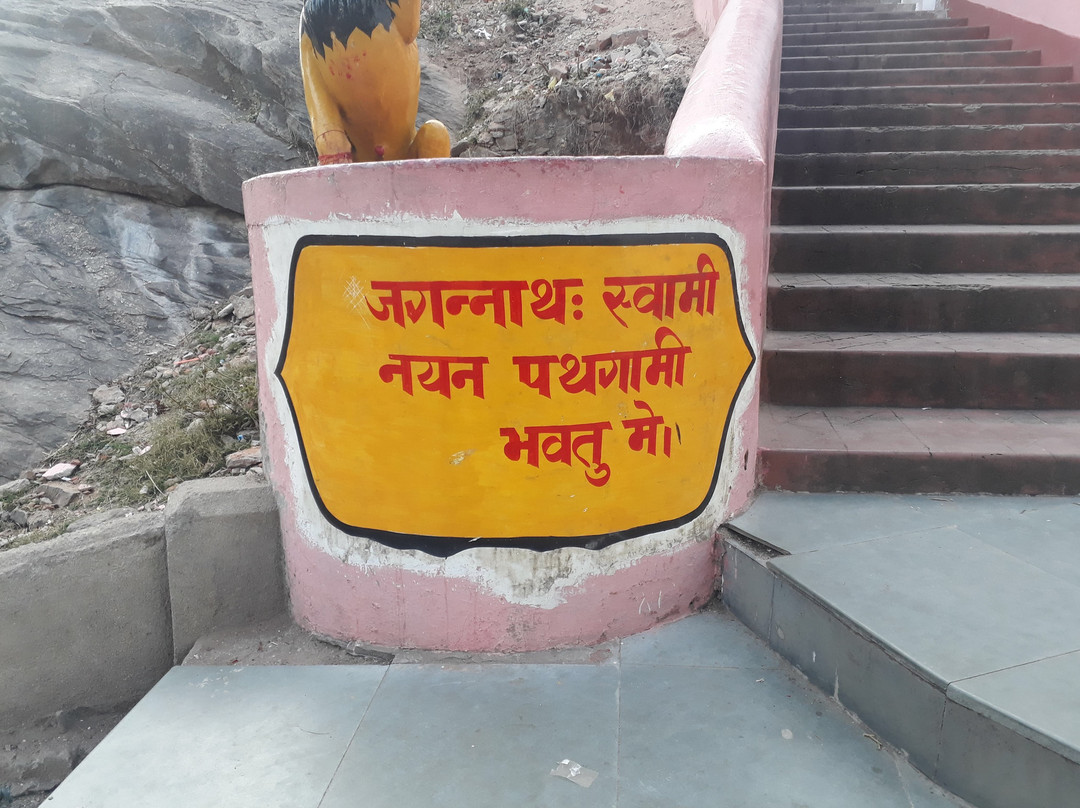 जगन्नाथः स्वामी
नयन पथगामी
भवतु मे।